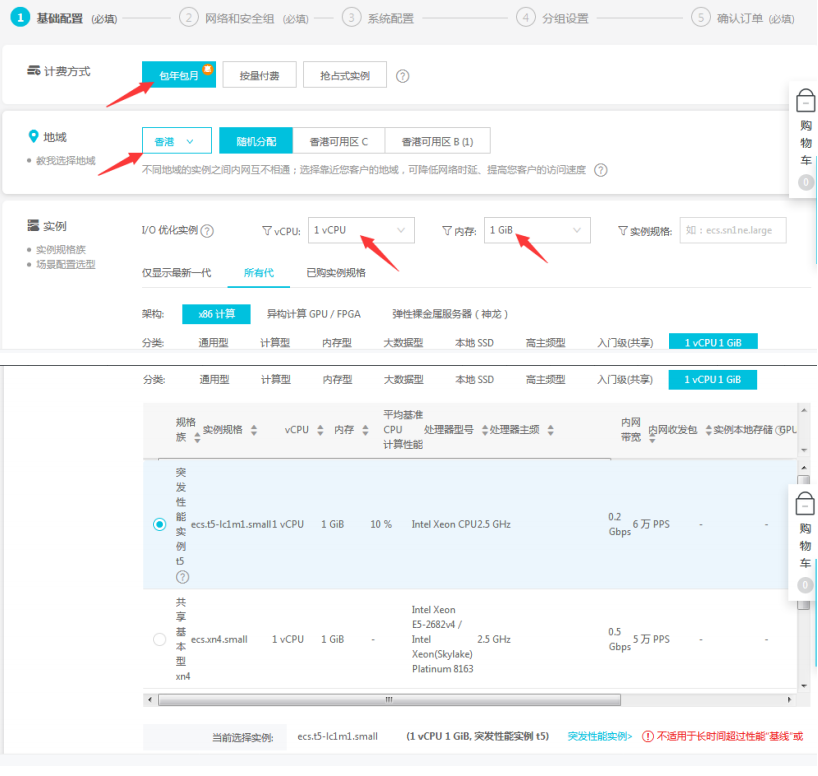 1 基础配置 (必填) 2 网络和安全组 (必填) 3 系统配置 4 分组设置 5 确认订单 (必填)
计费方式 包年包月 按量付费 抢占式实例 ?
购物车
0
地域 香港 随机分配 香港可用区 C 香港可用区 B (1)
教我选择地域
不同地域的实例之间内网互不相通；选择靠近您客户的地域，可降低网络时延、提高您客户的访问速度 ?
实例 I/O 优化实例 ? vCPU: 1 vCPU 内存: 1 GiB 实例规格: 如：ecs.sn1ne.large
实例规格族
场景配置选型
仅显示最新一代 所有代 已购实例规格
架构: x86 计算 异构计算 GPU / FPGA 弹性裸金属服务器（神龙）
分类: 通用型 计算型 内存型 大数据型 本地 SSD 高主频型 入门级(共享) 1 vCPU 1 GiB
分类: 通用型 计算型 内存型 大数据型 本地 SSD 高主频型 入门级(共享) 1 vCPU 1 GiB
规格族 实例规格 vCPU 内存 平均基准 CPU 计算性能 处理器型号 处理器主频 内网带宽 内网收发包 实例本地存储 GPU
突发性能实例 t5 ? ecs.t5-lc1m1.small 1 vCPU 1 GiB 10 % Intel Xeon CPU 2.5 GHz 0.2 Gbps 6 万 PPS - -
购物车
0
共享基本型 xn4 ecs.xn4.small 1 vCPU 1 GiB - Intel Xeon E5-2682v4 / Intel Xeon(Skylake) Platinum 8163 2.5 GHz 0.5 Gbps 5 万 PPS - -
当前选择实例: ecs.t5-lc1m1.small (1 vCPU 1 GiB, 突发性能实例 t5) 突发性能实例> ! 不适用于长时间超过性能"基线"或